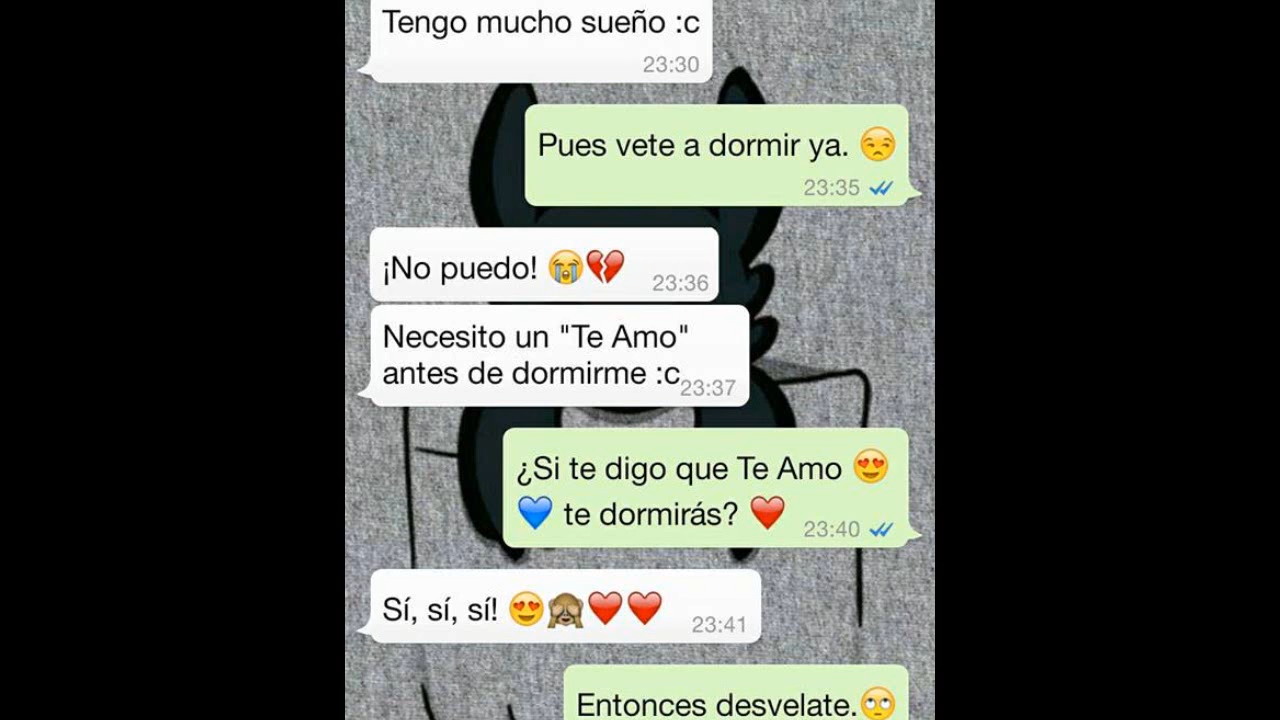 Tengo mucho sueño :c
23:30
Pues vete a dormir ya. 😒
23:35
¡No puedo! 😭💔 23:36
Necesito un "Te Amo"
antes de dormirme :c 23:37
¿Si te digo que Te Amo 😍
💙 te dormirás? ❤️ 23:40
Sí, sí, sí! 😍🙈❤️❤️ 23:41
Entonces desvelate.🙄